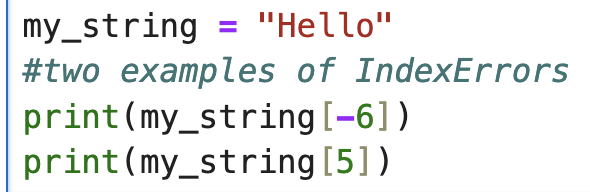 my_string = "Hello"
#two examples of IndexErrors
print(my_string[-6])
print(my_string[5])